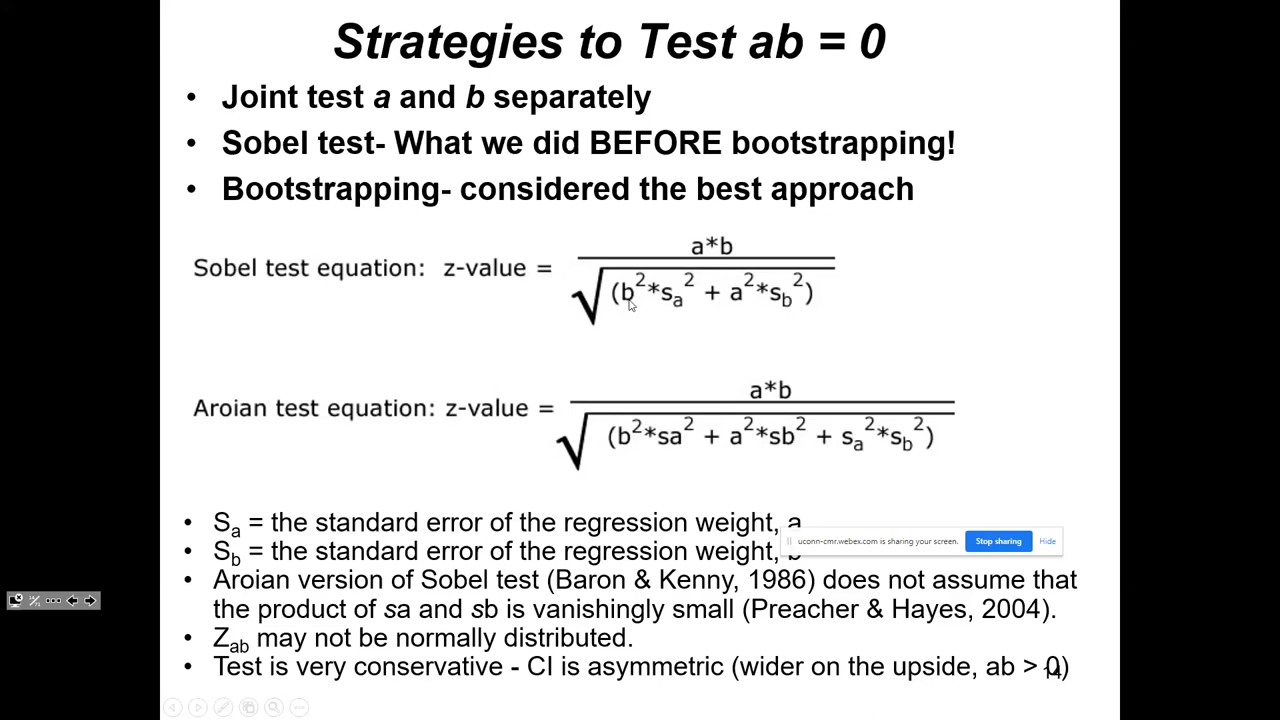 Strategies to Test ab = 0
• Joint test a and b separately
• Sobel test- What we did BEFORE bootstrapping!
• Bootstrapping- considered the best approach
Sobel test equation: z-value = a*b / √(b²*sₐ² + a²*s_b²)
Aroian test equation: z-value = a*b / √(b²*sa² + a²*sb² + sₐ²*s_b²)
• Sₐ = the standard error of the regression weight, a
uconn-cmr.webex.com is sharing your screen. Stop sharing Hide
• S_b = the standard error of the regression weight, b
• Aroian version of Sobel test (Baron & Kenny, 1986) does not assume that
the product of sa and sb is vanishingly small (Preacher & Hayes, 2004).
• Z_ab may not be normally distributed.
• Test is very conservative - CI is asymmetric (wider on the upside, ab > 0)
14